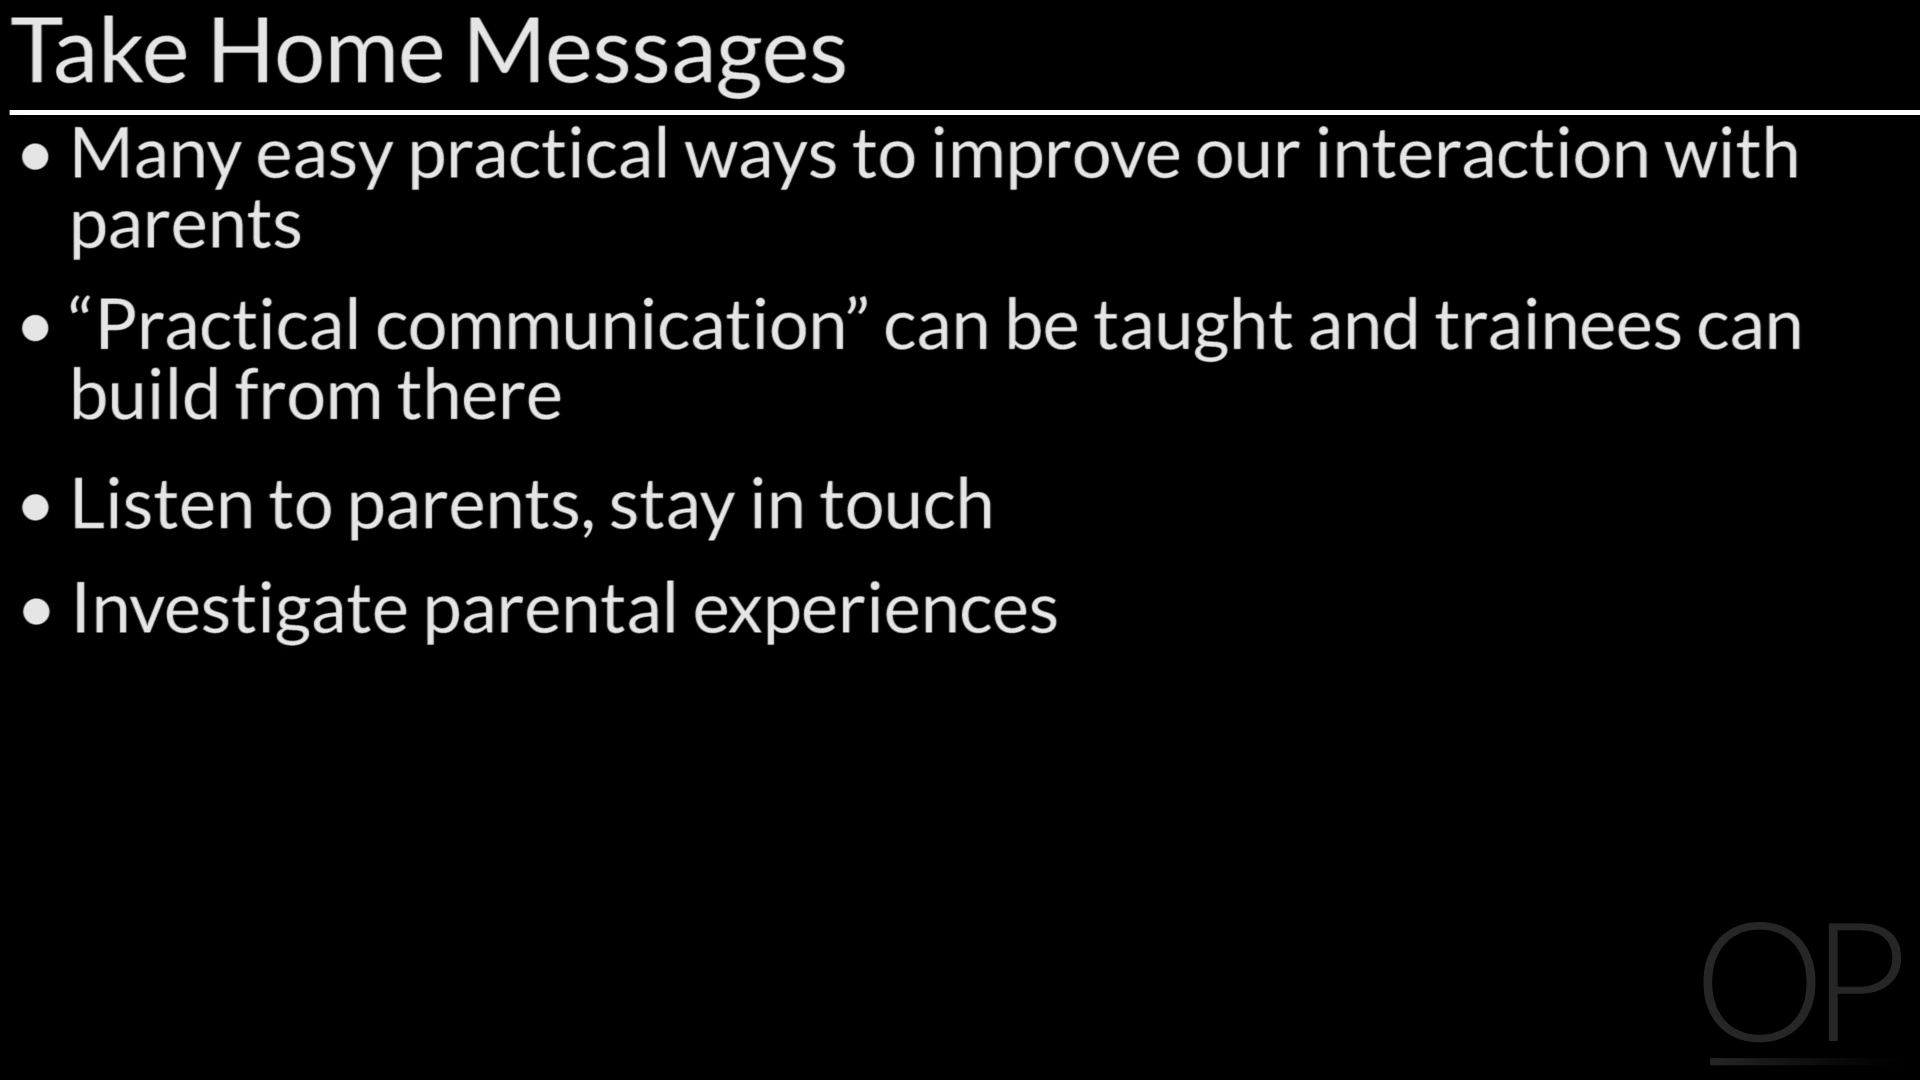 Take Home Messages
• Many easy practical ways to improve our interaction with
parents
• “Practical communication” can be taught and trainees can
build from there
• Listen to parents, stay in touch
• Investigate parental experiences
OP